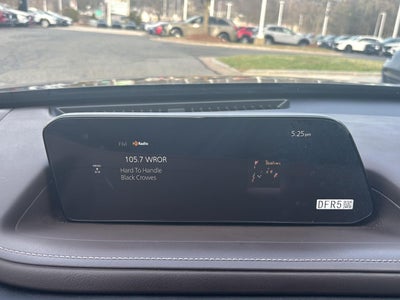 FM HD Radio
5:25 pm
105.7 WROR
Hard To Handle
Black Crowes
DFR5